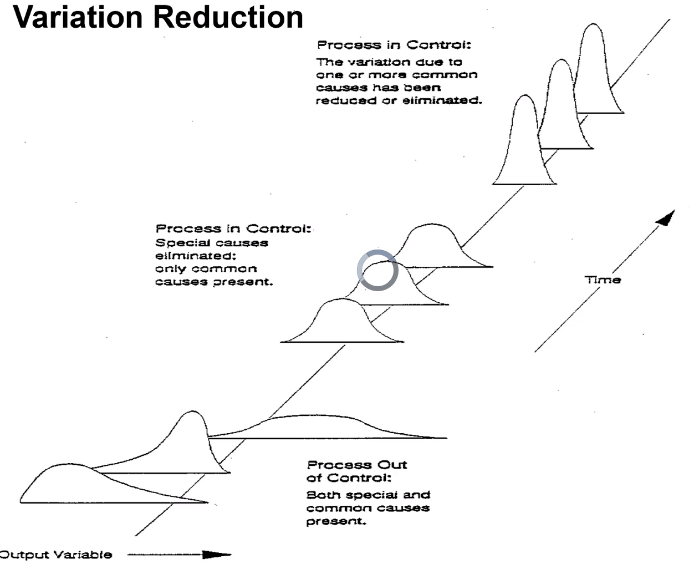 Variation Reduction
Process in Control:
The variation due to
one or more common
causes has been
reduced or eliminated.
Process in Control:
Special causes
eliminated;
only common
causes present.
Time
Process Out
of Control:
Both special and
common causes
present.
Output Variable